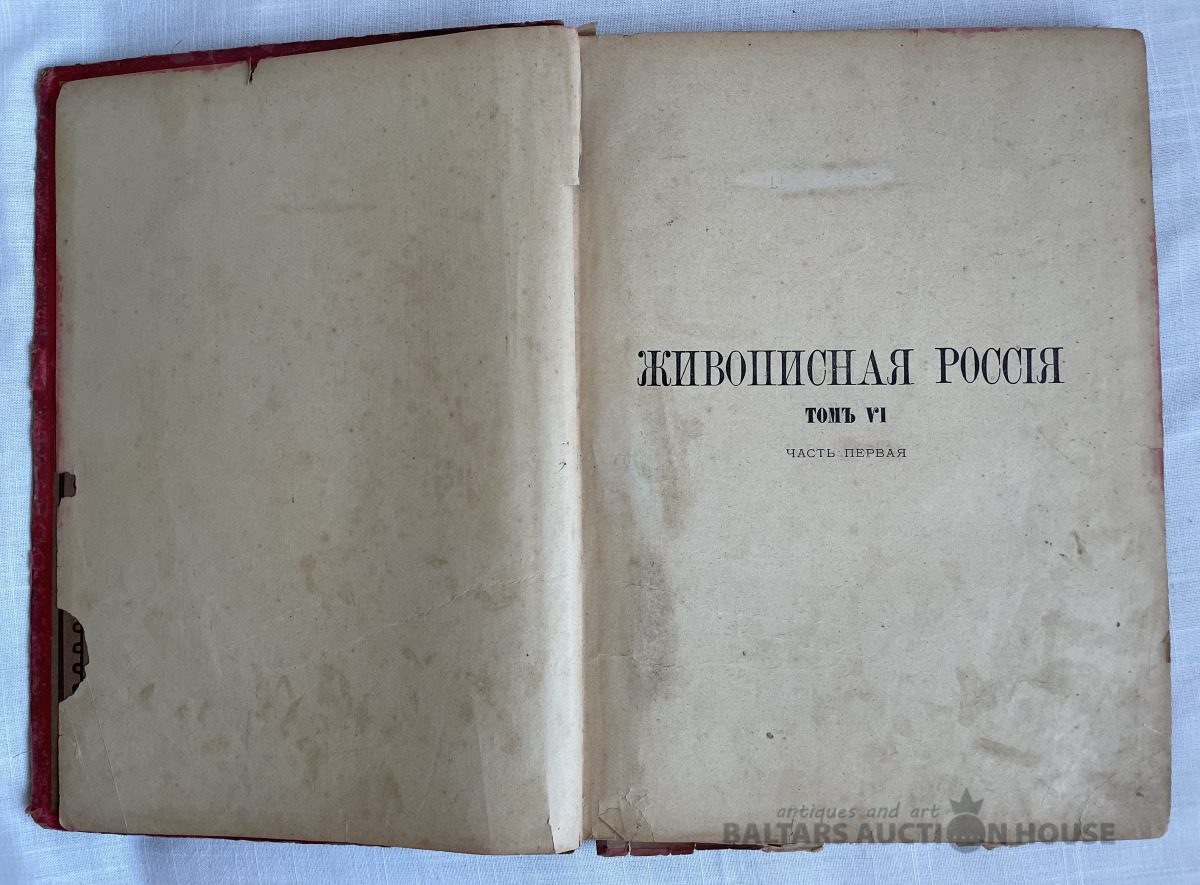 ЖИВОПИСНАЯ РОССІЯ
ТОМЪ VI
ЧАСТЬ ПЕРВАЯ
antiques and art
BALTARS AUCTION HOUSE